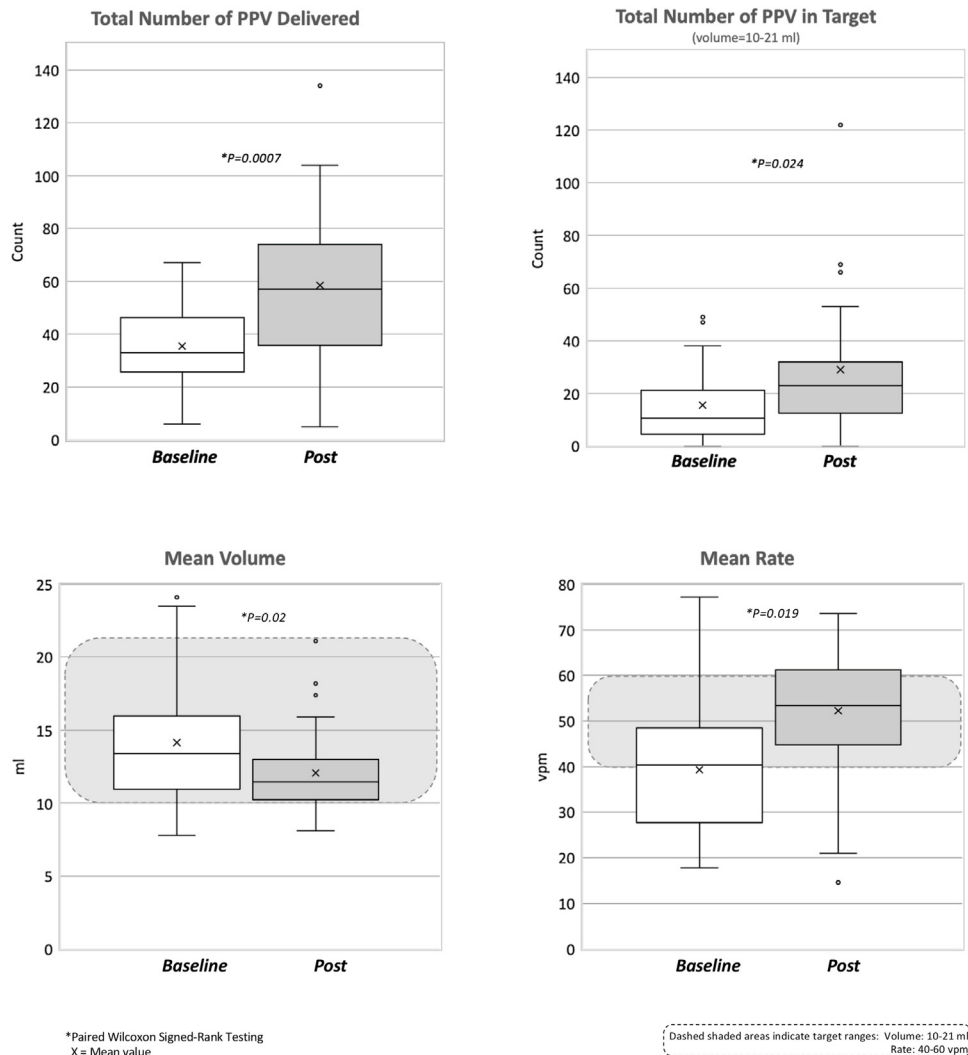 Total Number of PPV Delivered
140
120
100
80
60
40
20
0
Count
*P=0.0007
Baseline Post
Total Number of PPV in Target
(volume=10-21 ml)
140
120
100
80
60
40
20
0
Count
*P=0.024
Baseline Post
Mean Volume
25
20
15
10
5
0
ml
*P=0.02
Baseline Post
Mean Rate
80
70
60
50
40
30
20
10
0
vpm
*P=0.019
Baseline Post
*Paired Wilcoxon Signed-Rank Testing
X = Mean value
Dashed shaded areas indicate target ranges: Volume: 10-21 ml
Rate: 40-60 vpm